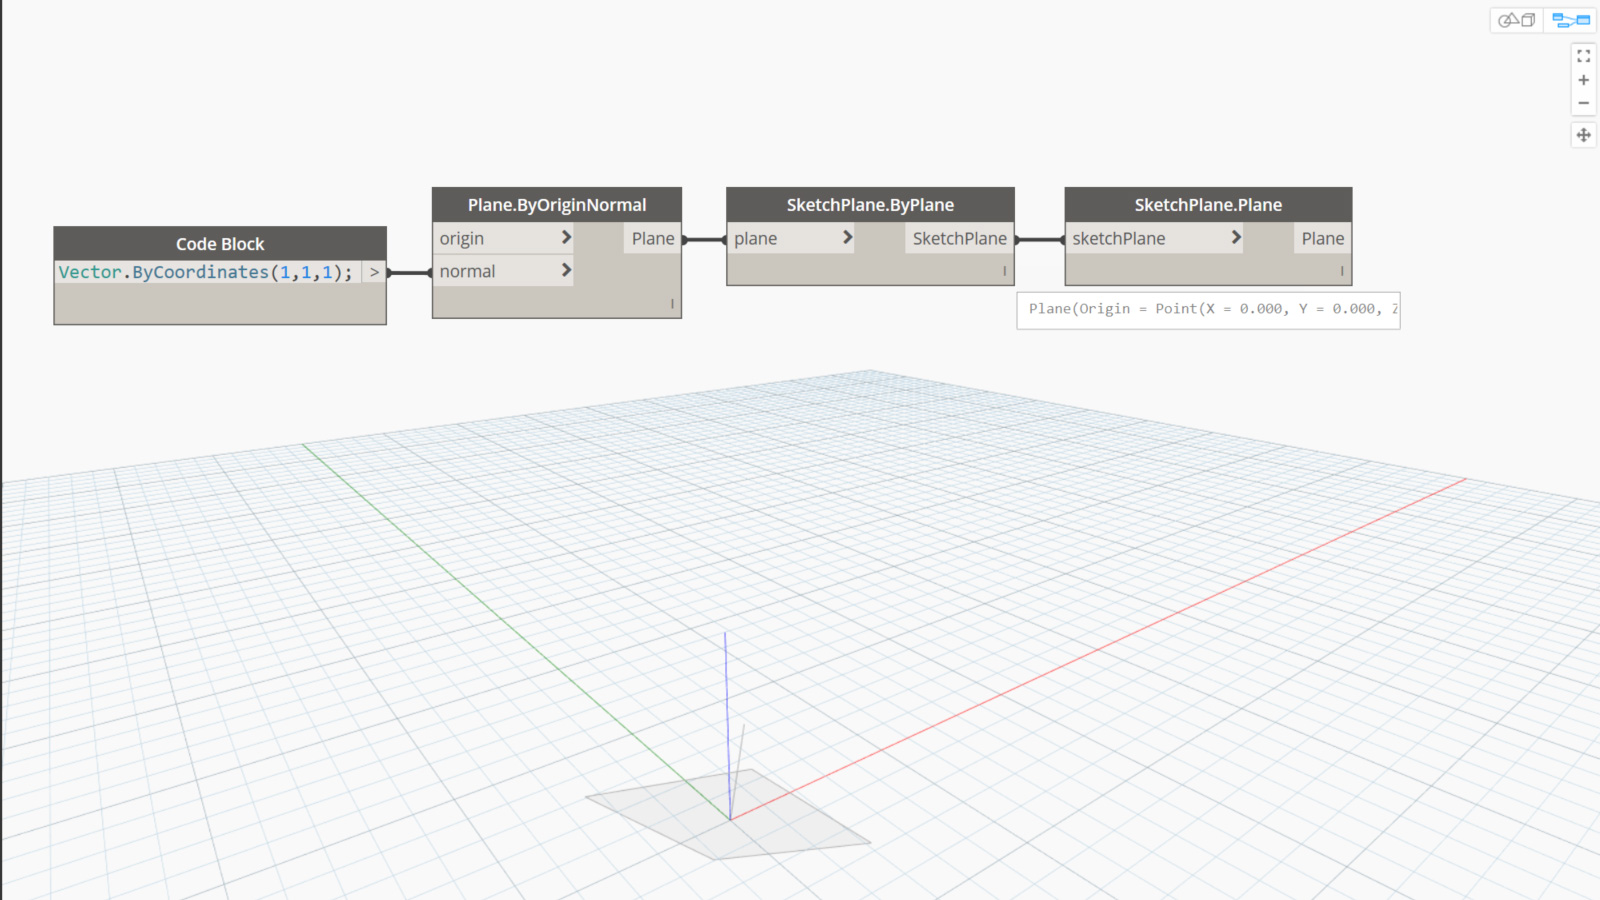 Code Block
Vector.ByCoordinates(1,1,1); >
Plane.ByOriginNormal
origin > Plane
normal >
SketchPlane.ByPlane
plane > SketchPlane
SketchPlane.Plane
sketchPlane > Plane
Plane(Origin = Point(X = 0.000, Y = 0.000, Z